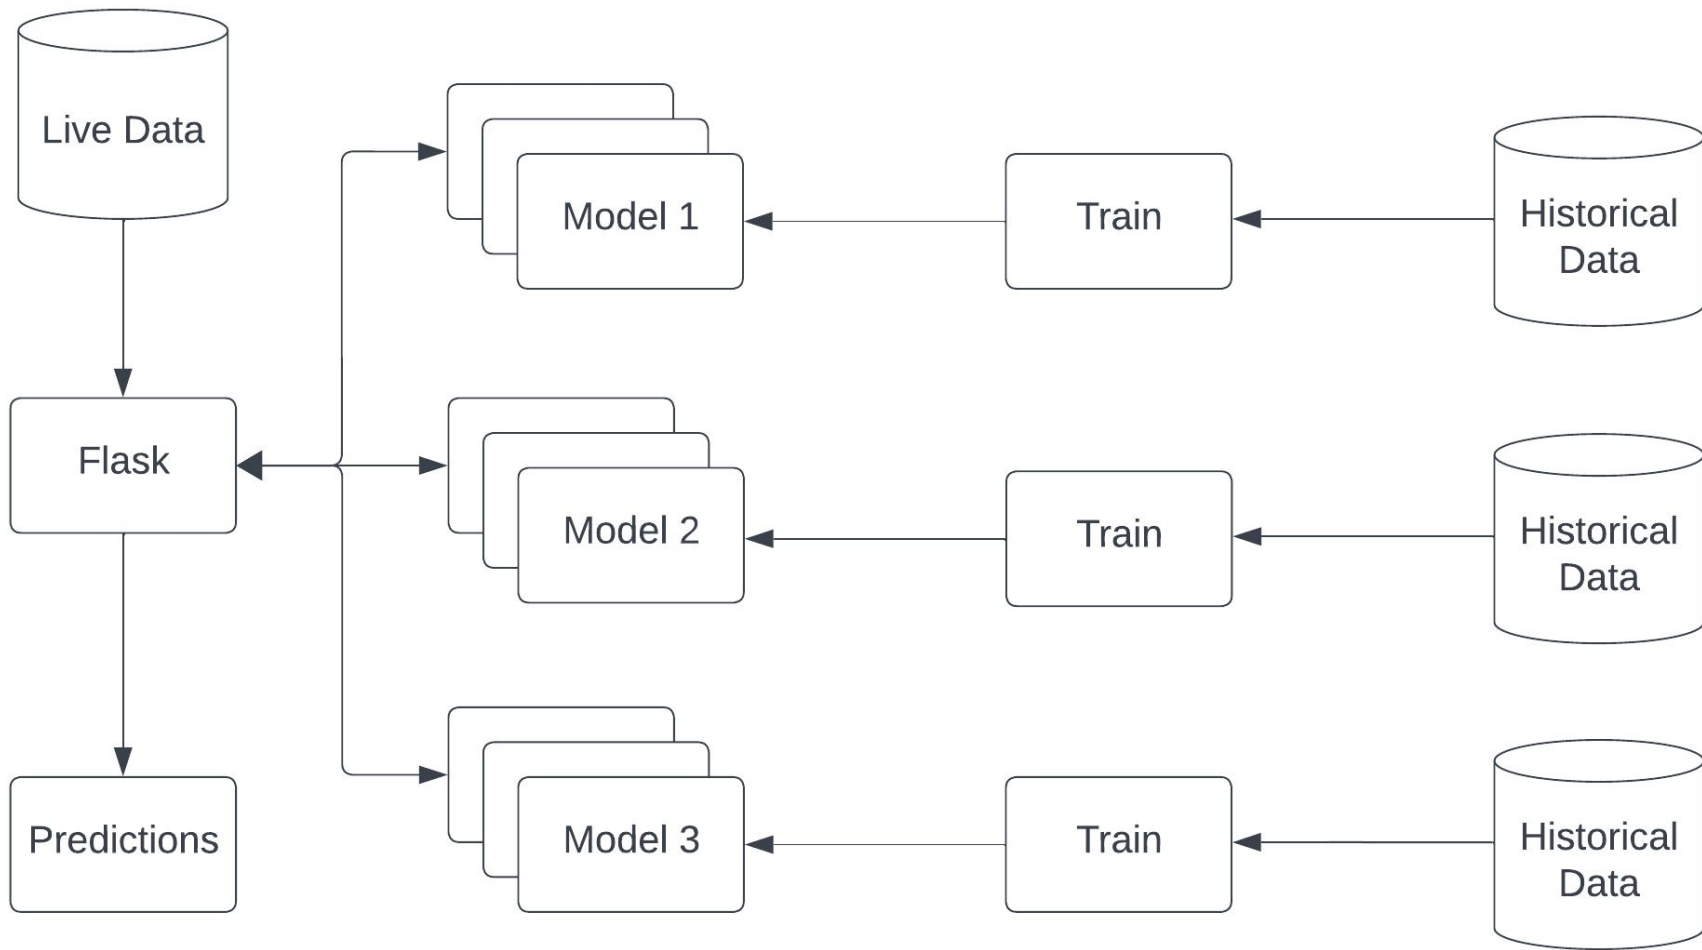 Live Data
Model 1
Train
Historical
Data
Flask
Model 2
Train
Historical
Data
Predictions
Model 3
Train
Historical
Data